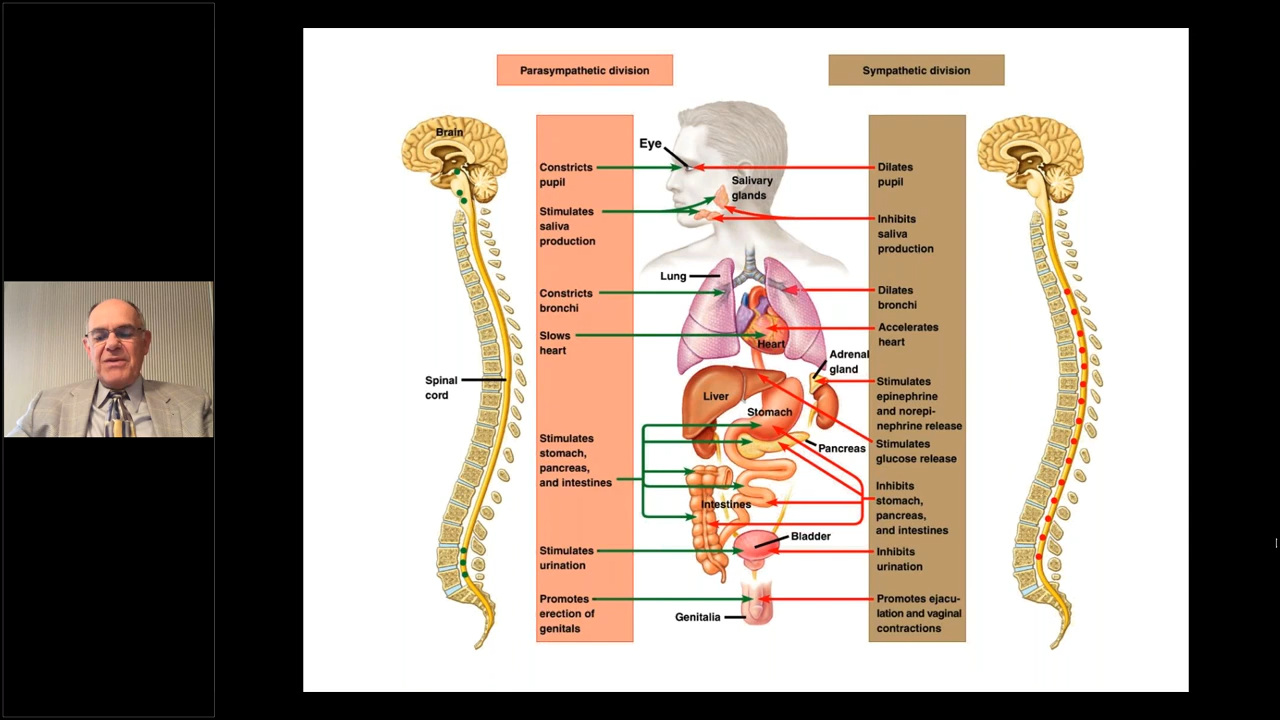 Parasympathetic division
Sympathetic division
Brain
Eye
Constricts
pupil
Dilates
pupil
Salivary
glands
Stimulates
saliva
production
Inhibits
saliva
production
Lung
Constricts
bronchi
Dilates
bronchi
Slows
heart
Accelerates
heart
Heart
Adrenal
gland
Spinal
cord
Liver
Stomach
Stimulates
epinephrine
and norepi-
nephrine release
Stimulates
glucose release
Pancreas
Stimulates
stomach,
pancreas,
and intestines
Intestines
Inhibits
stomach,
pancreas,
and intestines
Bladder
Stimulates
urination
Inhibits
urination
Promotes
erection of
genitals
Genitalia
Promotes ejacu-
lation and vaginal
contractions